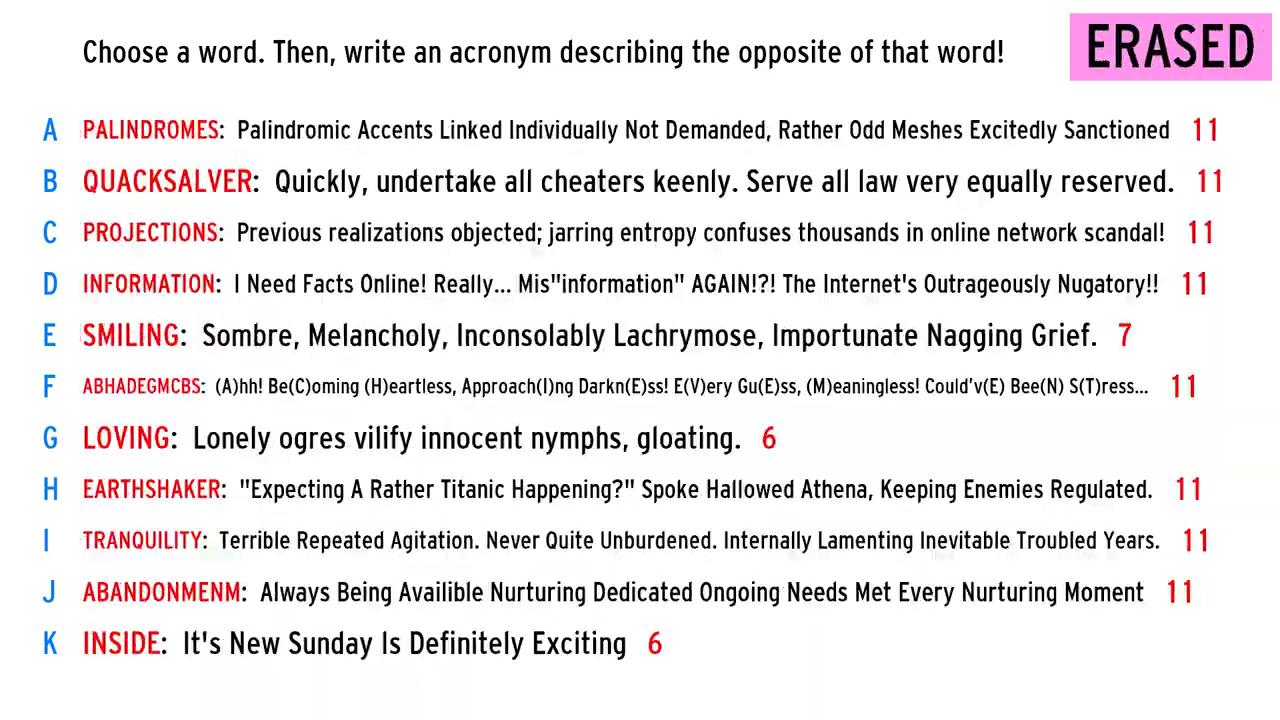 Choose a word. Then, write an acronym describing the opposite of that word!
ERASED
A PALINDROMES: Palindromic Accents Linked Individually Not Demanded, Rather Odd Meshes Excitedly Sanctioned 11
B QUACKSALVER: Quickly, undertake all cheaters keenly. Serve all law very equally reserved. 11
C PROJECTIONS: Previous realizations objected; jarring entropy confuses thousands in online network scandal! 11
D INFORMATION: I Need Facts Online! Really... Mis"information" AGAIN!?! The Internet's Outrageously Nugatory!! 11
E SMILING: Sombre, Melancholy, Inconsolably Lachrymose, Importunate Nagging Grief. 7
F ABHADEGMCBS: (A)hh! Be(C)oming (H)eartless, Approach(I)ng Darkn(E)ss! E(V)ery Gu(E)ss, (M)eaningless! Could'v(E) Bee(N) S(T)ress... 11
G LOVING: Lonely ogres vilify innocent nymphs, gloating. 6
H EARTHSHAKER: "Expecting A Rather Titanic Happening?" Spoke Hallowed Athena, Keeping Enemies Regulated. 11
I TRANQUILITY: Terrible Repeated Agitation. Never Quite Unburdened. Internally Lamenting Inevitable Troubled Years. 11
J ABANDONMENM: Always Being Availible Nurturing Dedicated Ongoing Needs Met Every Nurturing Moment 11
K INSIDE: It's New Sunday Is Definitely Exciting 6